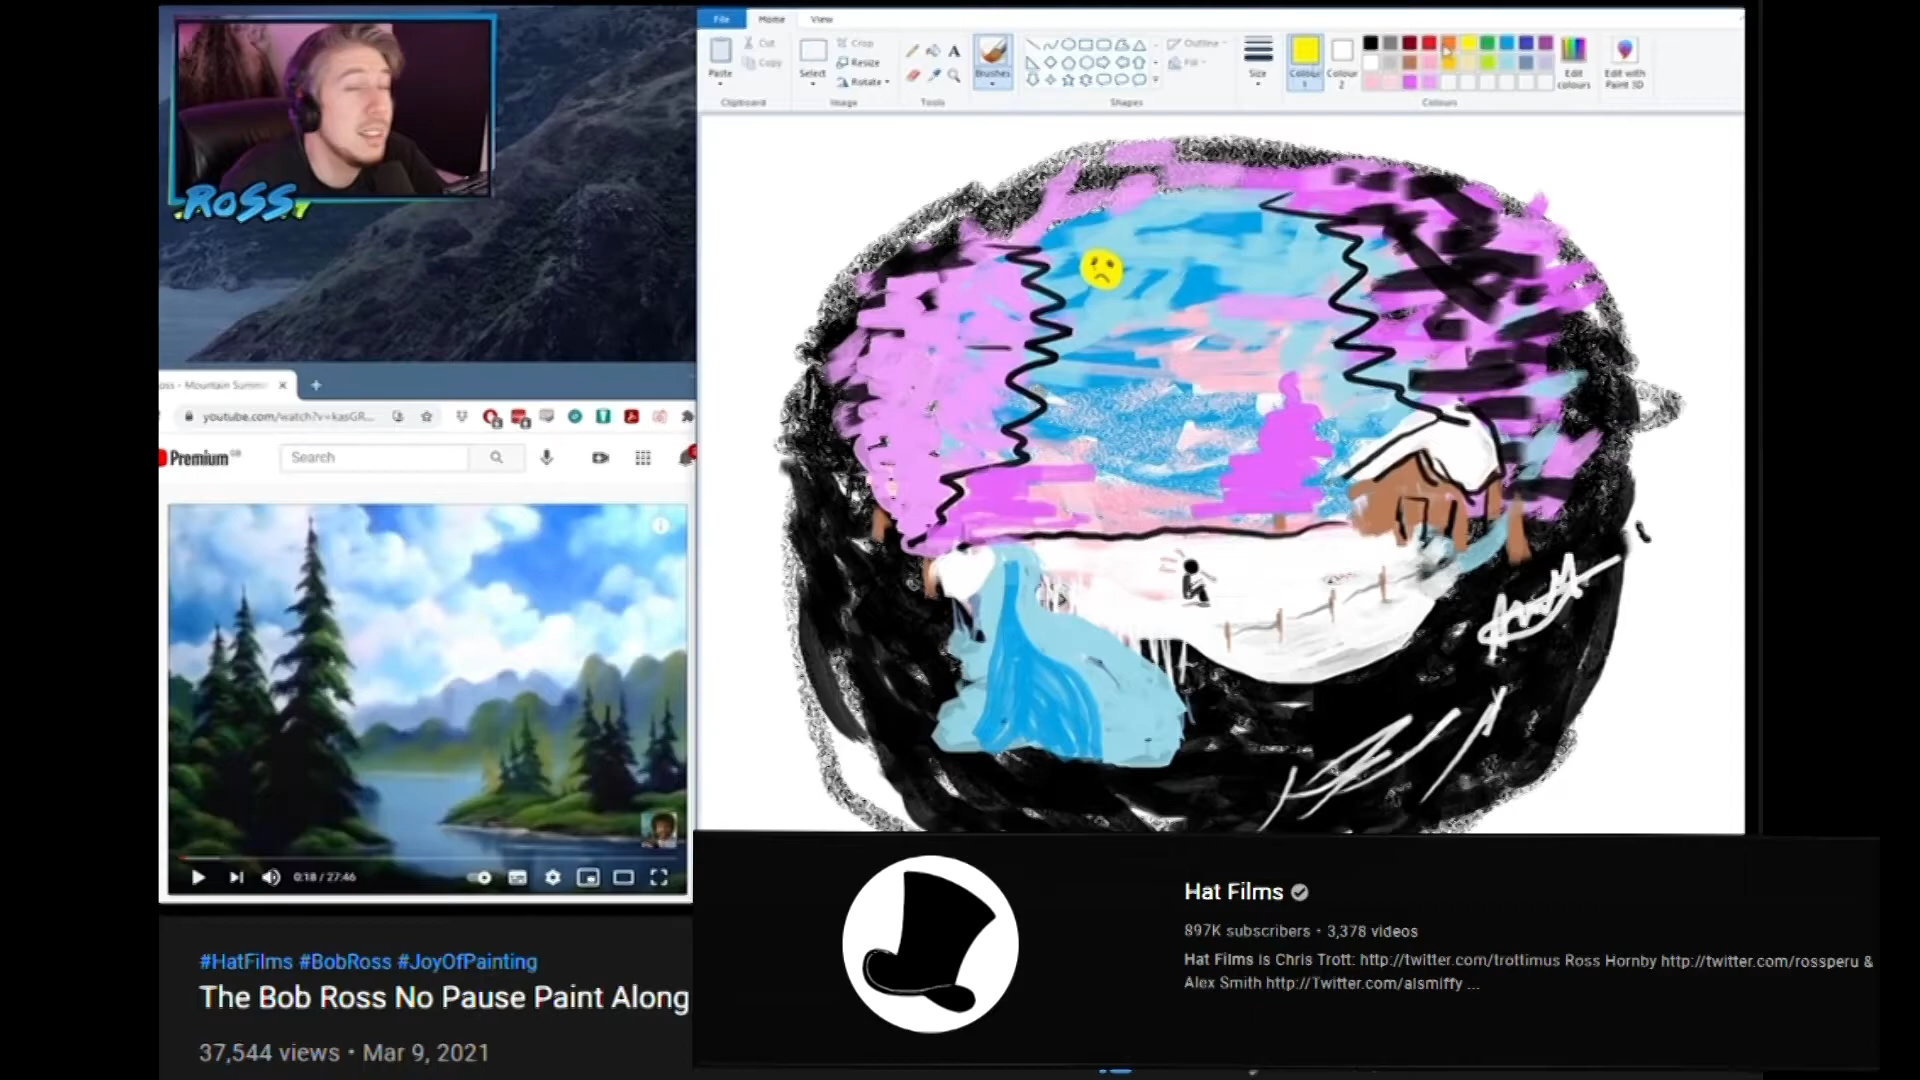 ROSS
File Home View
Cut
Copy
Paste
Clipboard
Select
Crop
Resize
Rotate
Image
Tools
Brushes
Outline
Fill
Shapes
Size
Colour 1
Colour 2
Edit colours
Edit with Paint 3D
Colours
oss - Mountain Summ
youtube.com/watch?v=kasGR...
Premium GB
Search
0:18 / 27:46
#HatFilms #BobRoss #JoyOfPainting
The Bob Ross No Pause Paint Along
37,544 views • Mar 9, 2021
Hat Films
897K subscribers • 3,378 videos
Hat Films is Chris Trott: http://twitter.com/trottimus Ross Hornby http://twitter.com/rossperu &
Alex Smith http://Twitter.com/alsmiffy ...